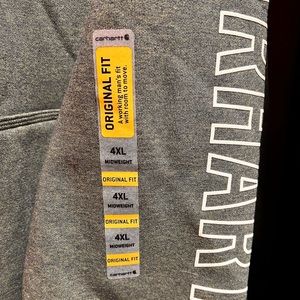 carhartt
ORIGINAL FIT
A working man's fit
with room to move.
4XL
MIDWEIGHT
ORIGINAL FIT
4XL
MIDWEIGHT
ORIGINAL FIT
4XL
MIDWEIGHT
ORIGINAL FIT
carhartt
RHART